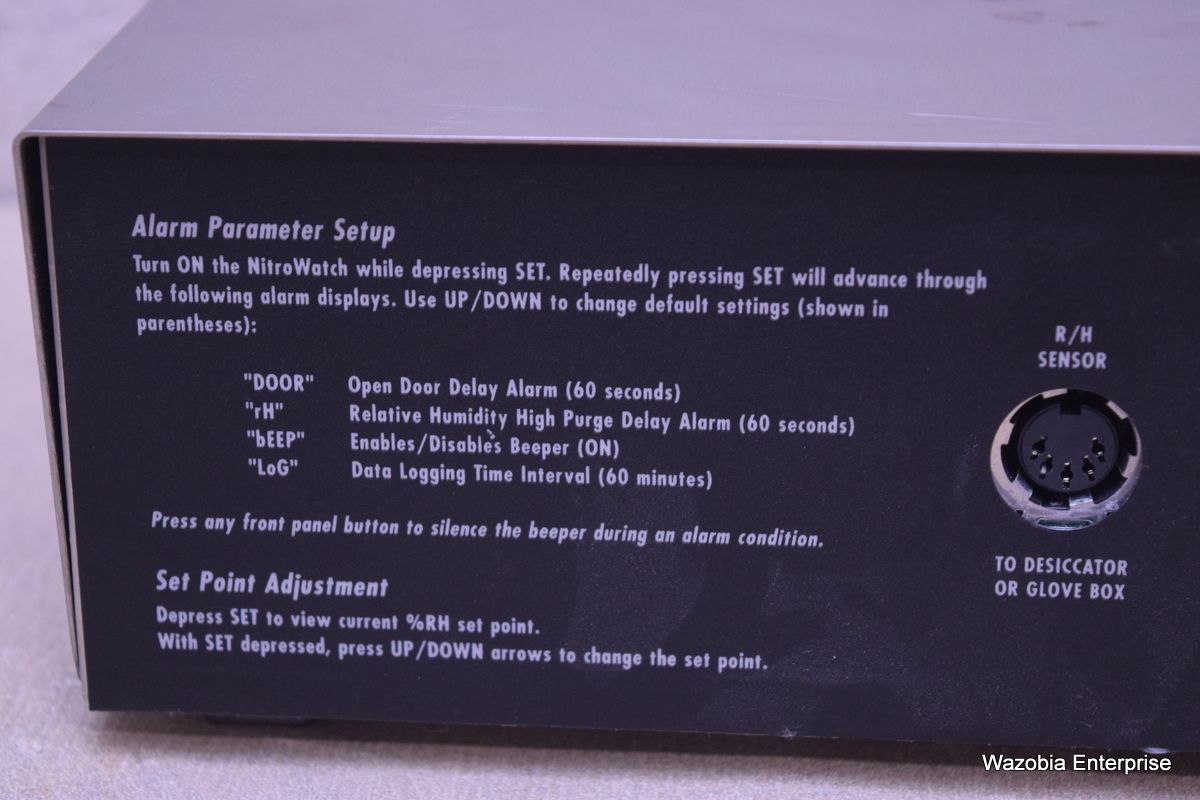 Alarm Parameter Setup
Turn ON the NitroWatch while depressing SET. Repeatedly pressing SET will advance through
the following alarm displays. Use UP/DOWN to change default settings (shown in
parentheses):
"DOOR" Open Door Delay Alarm (60 seconds)
"rH" Relative Humidity High Purge Delay Alarm (60 seconds)
"bEEP" Enables/Disables Beeper (ON)
"LoG" Data Logging Time Interval (60 minutes)
Press any front panel button to silence the beeper during an alarm condition.
Set Point Adjustment
Depress SET to view current %RH set point.
With SET depressed, press UP/DOWN arrows to change the set point.
R/H
SENSOR
TO DESICCATOR
OR GLOVE BOX
Wazobia Enterprise